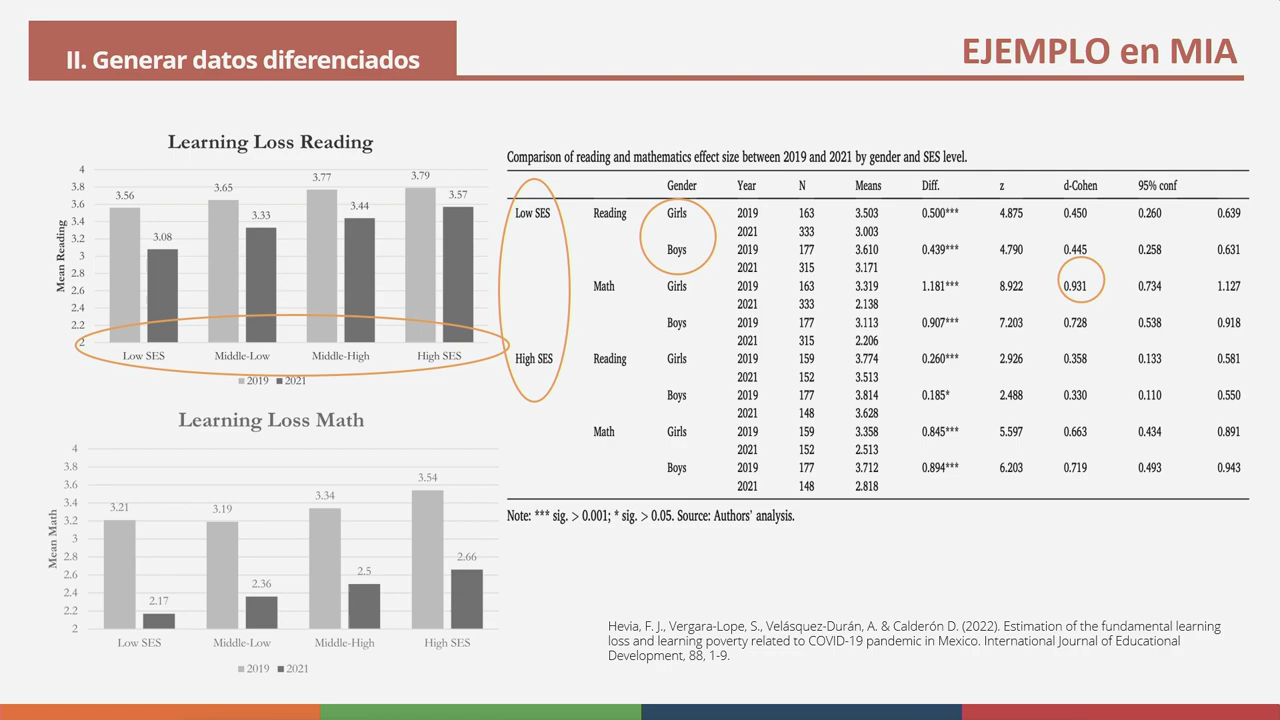 II. Generar datos diferenciados
EJEMPLO en MIA
Learning Loss Reading
Mean Reading
4
3.8
3.6
3.4
3.2
3
2.8
2.6
2.4
2.2
2
3.56 3.08 3.65 3.33 3.77 3.44 3.79 3.57
Low SES Middle-Low Middle-High High SES
2019 2021
Learning Loss Math
Mean Math
4
3.8
3.6
3.4
3.2
3
2.8
2.6
2.4
2.2
2
3.21 2.17 3.19 2.36 3.34 2.5 3.54 2.66
Low SES Middle-Low Middle-High High SES
2019 2021
Comparison of reading and mathematics effect size between 2019 and 2021 by gender and SES level.
Gender Year N Means Diff. z d-Cohen 95% conf
Low SES Reading Girls 2019 163 3.503 0.500*** 4.875 0.450 0.260 0.639
2021 333 3.003
Boys 2019 177 3.610 0.439*** 4.790 0.445 0.258 0.631
2021 315 3.171
Math Girls 2019 163 3.319 1.181*** 8.922 0.931 0.734 1.127
2021 333 2.138
Boys 2019 177 3.113 0.907*** 7.203 0.728 0.538 0.918
2021 315 2.206
High SES Reading Girls 2019 159 3.774 0.260*** 2.926 0.358 0.133 0.581
2021 152 3.513
Boys 2019 177 3.814 0.185* 2.488 0.330 0.110 0.550
2021 148 3.628
Math Girls 2019 159 3.358 0.845*** 5.597 0.663 0.434 0.891
2021 152 2.513
Boys 2019 177 3.712 0.894*** 6.203 0.719 0.493 0.943
2021 148 2.818
Note: *** sig. > 0.001; * sig. > 0.05. Source: Authors' analysis.
Hevia, F. J., Vergara-Lope, S., Velásquez-Durán, A. & Calderón D. (2022). Estimation of the fundamental learning
loss and learning poverty related to COVID-19 pandemic in Mexico. International Journal of Educational
Development, 88, 1-9.